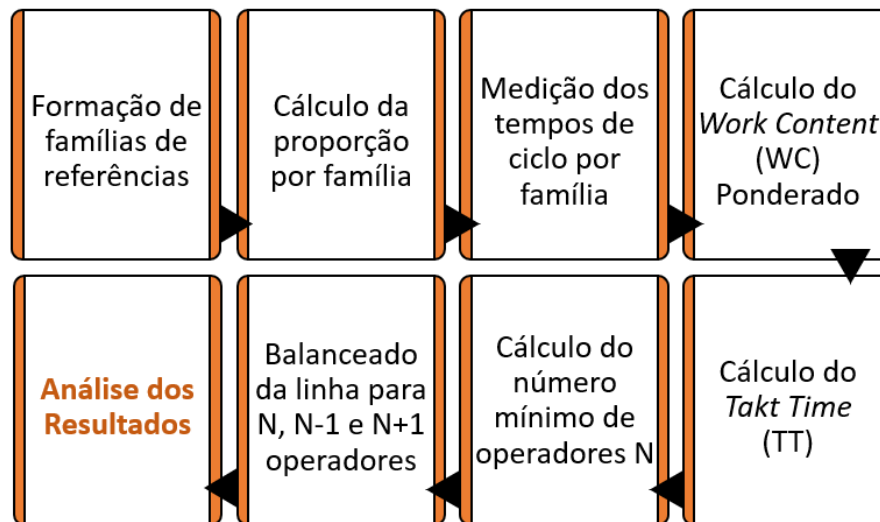 Formação de
famílias de
referências
Cálculo da
proporção
por família
Medição dos
tempos de
ciclo por
família
Cálculo do
Work Content
(WC)
Ponderado
Cálculo do
Takt Time
(TT)
Cálculo do
número
mínimo de
operadores N
Balanceado
da linha para
N, N-1 e N+1
operadores
Análise dos
Resultados